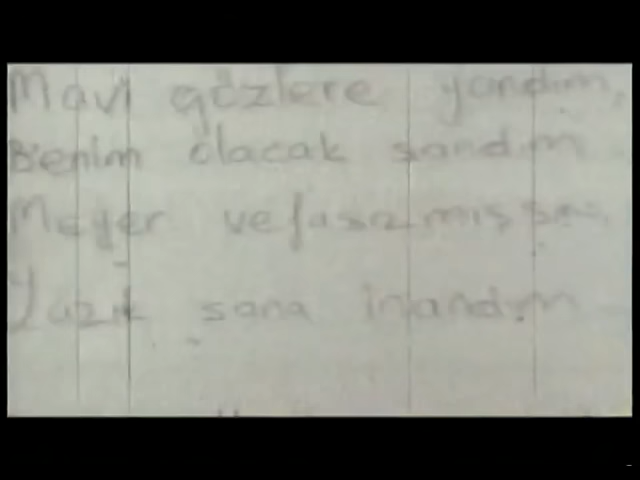 Mavi gözlere yandım,
Benim olacak sandım
Meğer vefasızmışsın,
Yazık sana inandım